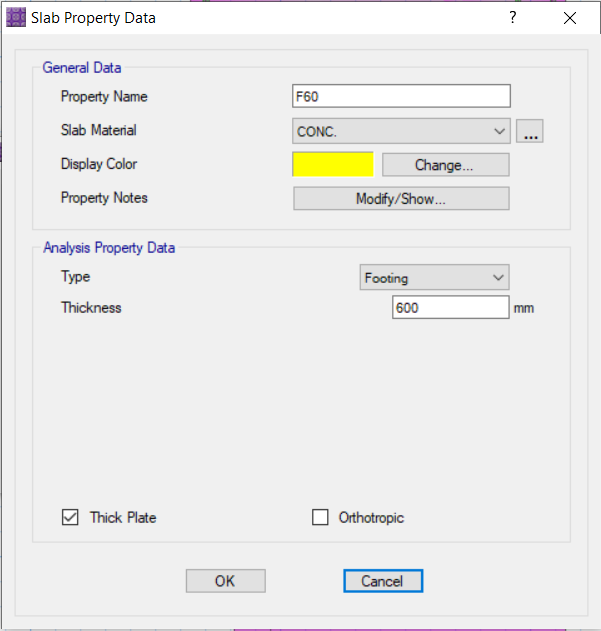 Slab Property Data ?
General Data
Property Name F60
Slab Material CONC. ...
Display Color Change...
Property Notes Modify/Show...
Analysis Property Data
Type Footing
Thickness 600 mm
Thick Plate Orthotropic
OK Cancel